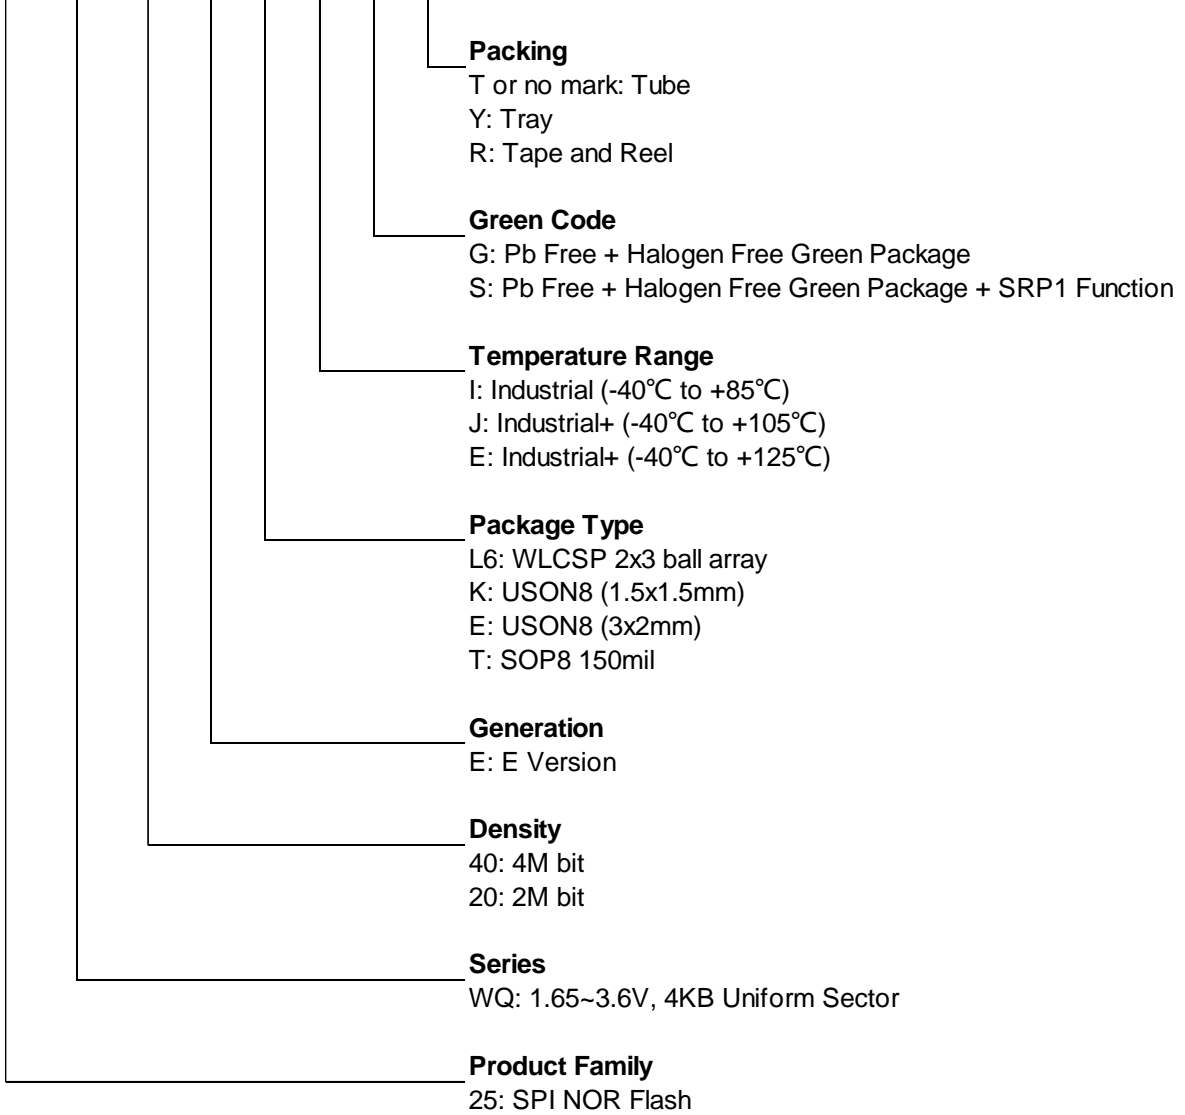 Packing
T or no mark: Tube
Y: Tray
R: Tape and Reel
Green Code
G: Pb Free + Halogen Free Green Package
S: Pb Free + Halogen Free Green Package + SRP1 Function
Temperature Range
I: Industrial (-40℃ to +85℃)
J: Industrial+ (-40℃ to +105℃)
E: Industrial+ (-40℃ to +125℃)
Package Type
L6: WLCSP 2x3 ball array
K: USON8 (1.5x1.5mm)
E: USON8 (3x2mm)
T: SOP8 150mil
Generation
E: E Version
Density
40: 4M bit
20: 2M bit
Series
WQ: 1.65~3.6V, 4KB Uniform Sector
Product Family
25: SPI NOR Flash